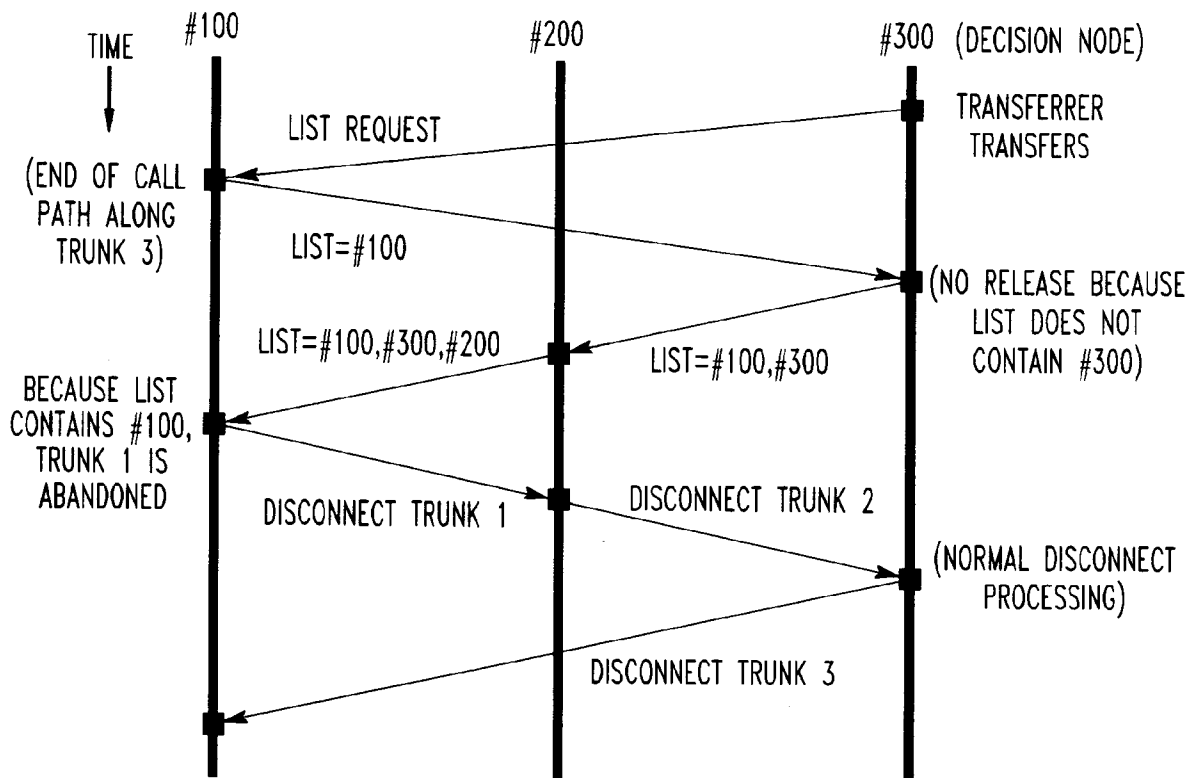 #100
#200
#300 (DECISION NODE)
TIME
TRANSFERRER
TRANSFERS
LIST REQUEST
(END OF CALL
PATH ALONG
TRUNK 3)
LIST=#100
(NO RELEASE BECAUSE
LIST DOES NOT
CONTAIN #300)
LIST=#100,#300,#200
LIST=#100,#300
BECAUSE LIST
CONTAINS #100,
TRUNK 1 IS
ABANDONED
DISCONNECT TRUNK 1
DISCONNECT TRUNK 2
(NORMAL DISCONNECT
PROCESSING)
DISCONNECT TRUNK 3